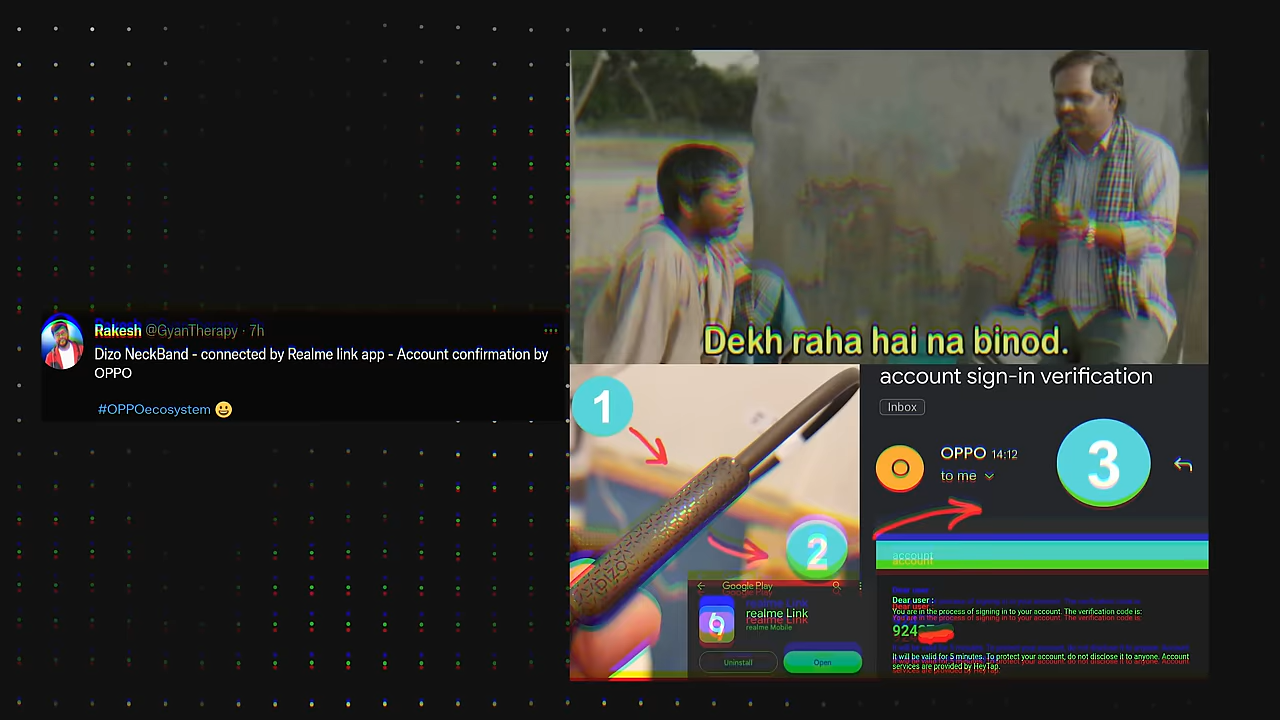 Rakesh @GyanTherapy · 7h
Dizo NeckBand - connected by Realme link app - Account confirmation by
OPPO
#OPPOecosystem
Dekh raha hai na binod.
1
DIZO
2
Google Play
realme Link
realme Mobile
Uninstall
Open
account sign-in verification
Inbox
OPPO 14:12
to me
3
account
Dear user :
You are in the process of signing in to your account. The verification code is:
924
It will be valid for 5 minutes. To protect your account, do not disclose it to anyone. Account
services are provided by HeyTap.